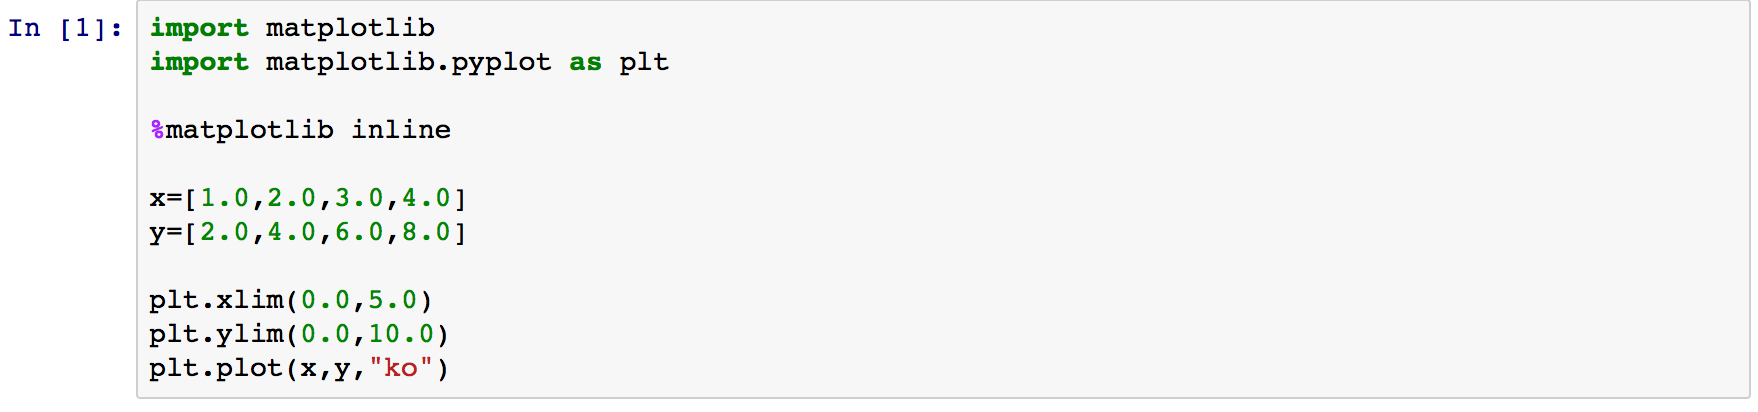 In [1]: import matplotlib
import matplotlib.pyplot as plt
%matplotlib inline
x=[1.0,2.0,3.0,4.0]
y=[2.0,4.0,6.0,8.0]
plt.xlim(0.0,5.0)
plt.ylim(0.0,10.0)
plt.plot(x,y,"ko")